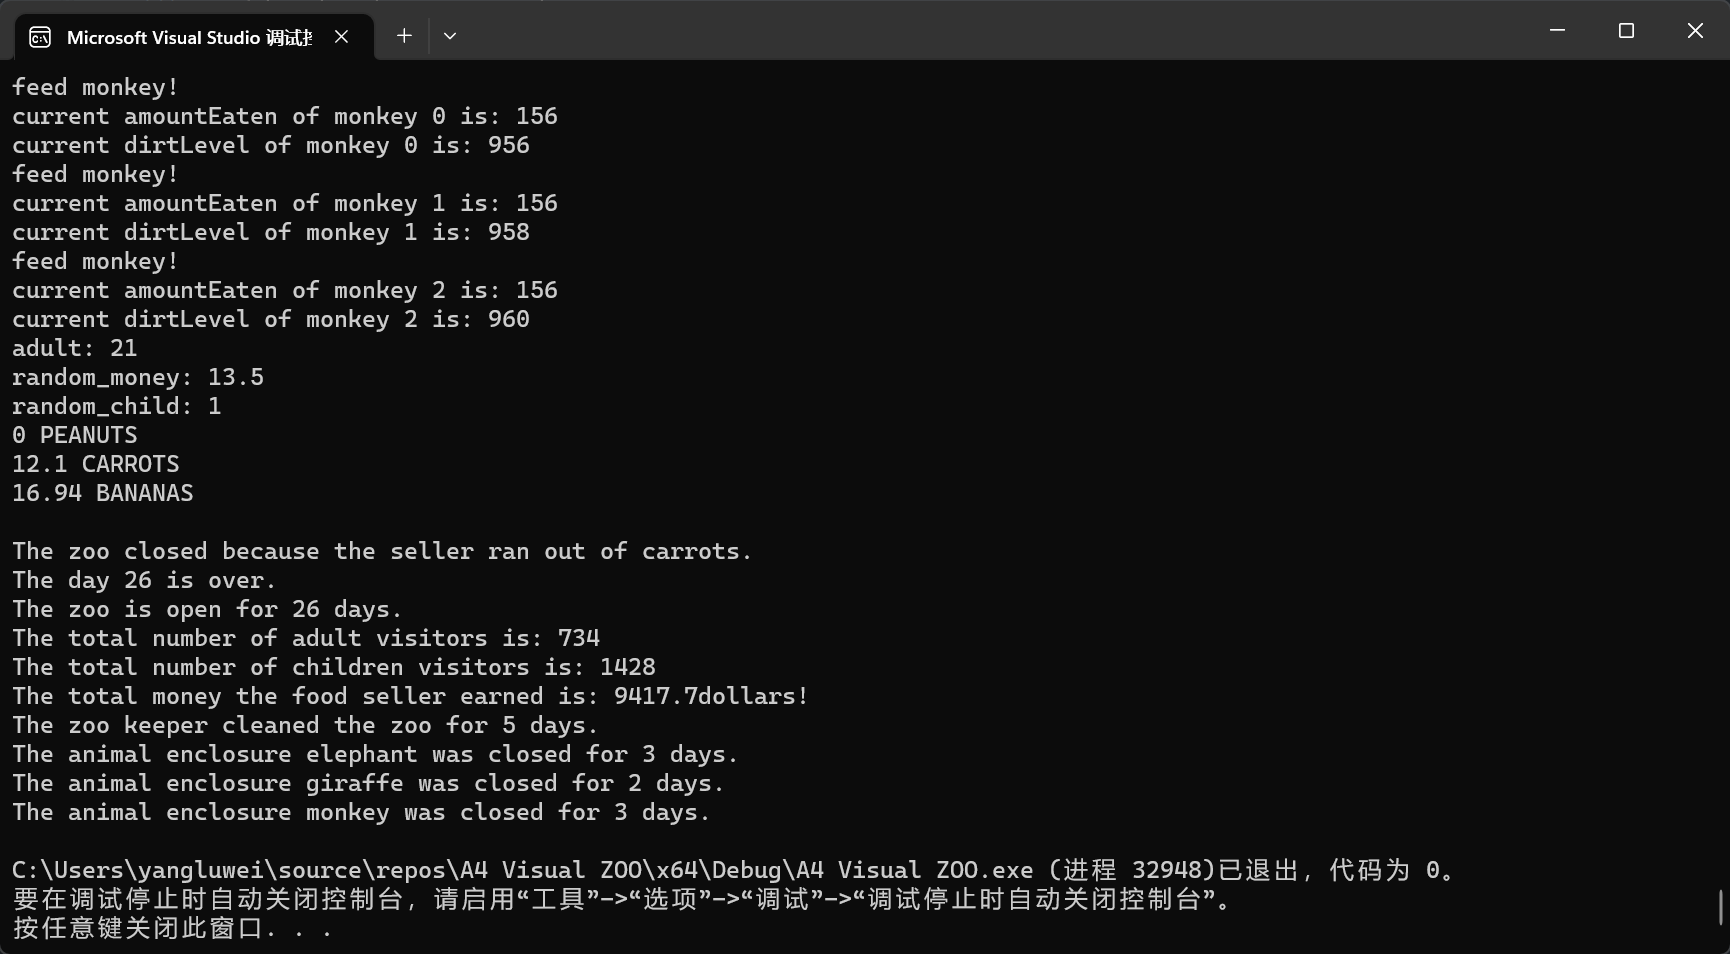 Microsoft Visual Studio 调试
feed monkey!
current amountEaten of monkey 0 is: 156
current dirtLevel of monkey 0 is: 956
feed monkey!
current amountEaten of monkey 1 is: 156
current dirtLevel of monkey 1 is: 958
feed monkey!
current amountEaten of monkey 2 is: 156
current dirtLevel of monkey 2 is: 960
adult: 21
random_money: 13.5
random_child: 1
0 PEANUTS
12.1 CARROTS
16.94 BANANAS
The zoo closed because the seller ran out of carrots.
The day 26 is over.
The zoo is open for 26 days.
The total number of adult visitors is: 734
The total number of children visitors is: 1428
The total money the food seller earned is: 9417.7dollars!
The zoo keeper cleaned the zoo for 5 days.
The animal enclosure elephant was closed for 3 days.
The animal enclosure giraffe was closed for 2 days.
The animal enclosure monkey was closed for 3 days.
C:\Users\yangluwei\source\repos\A4 Visual ZOO\x64\Debug\A4 Visual ZOO.exe (进程 32948)已退出，代码为 0。
要在调试停止时自动关闭控制台，请启用“工具”->“选项”->“调试”->“调试停止时自动关闭控制台”。
按任意键关闭此窗口. . .